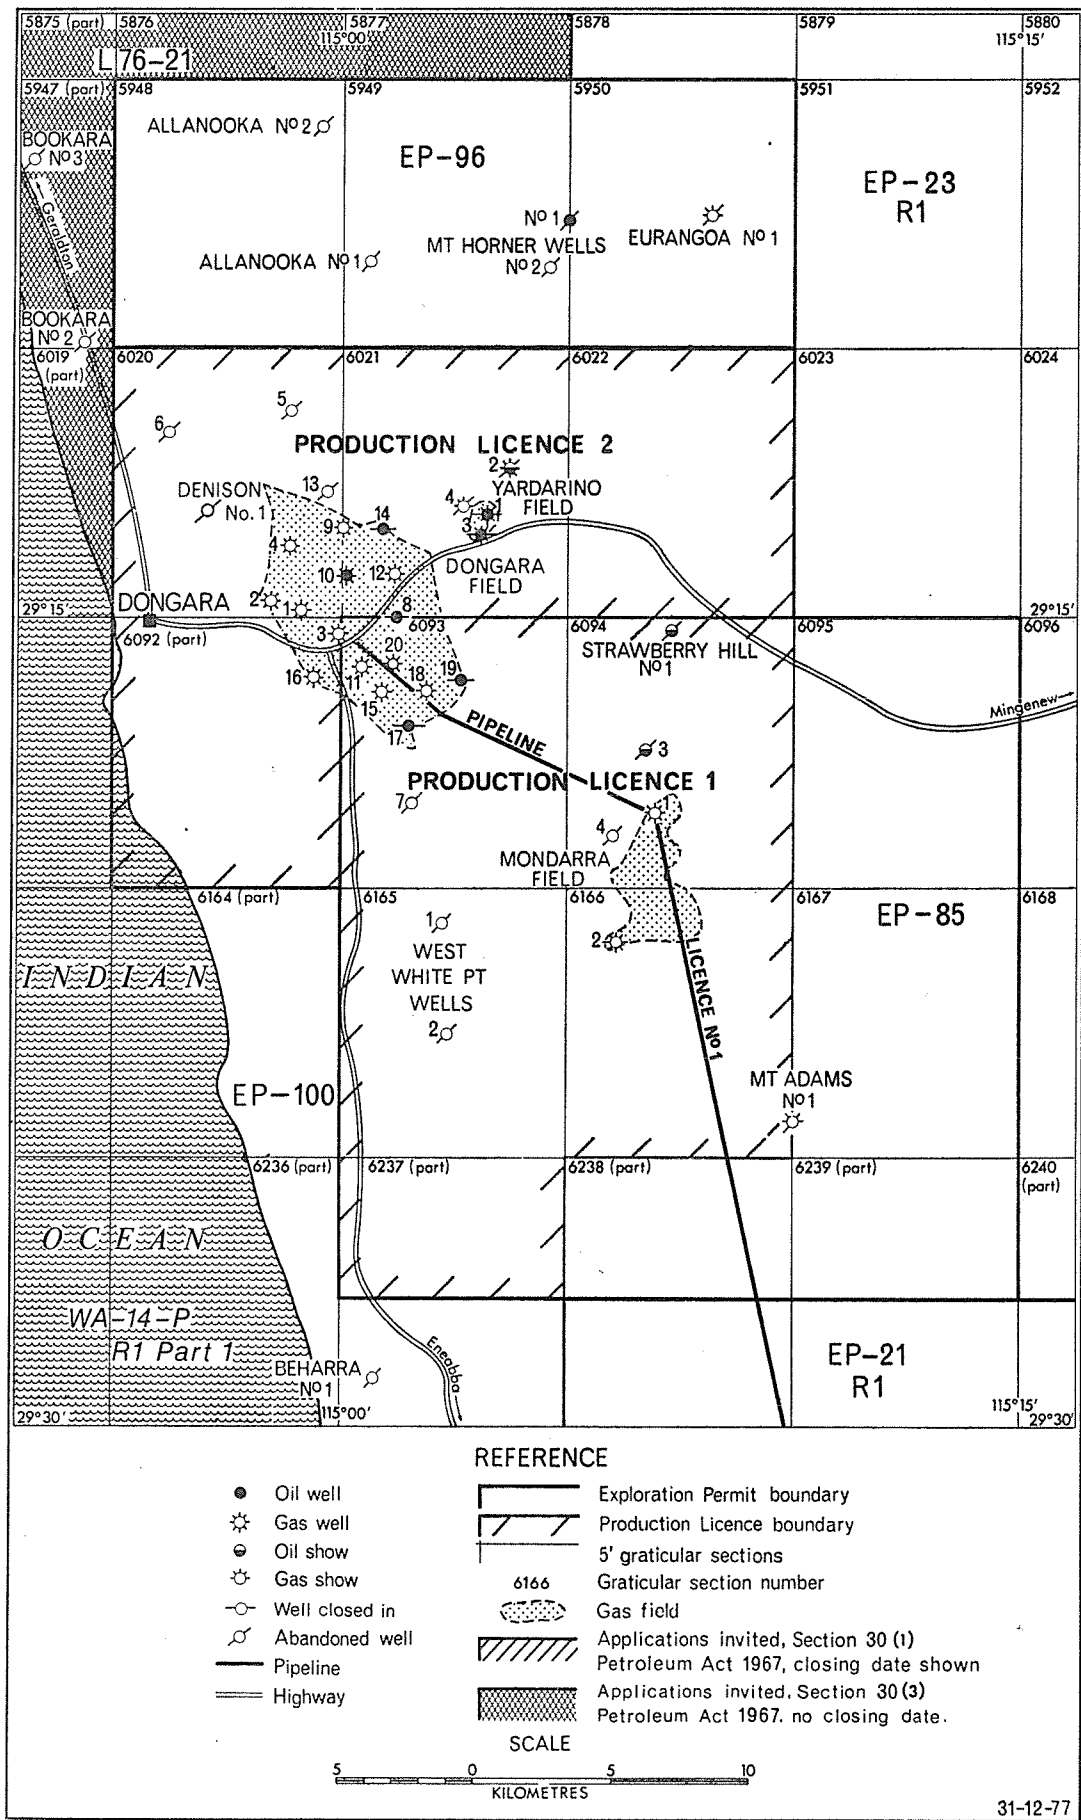 5875 (part)
5876
5877
5878
5879
5880
115°00'
115°15'
L 76-21
5947 (part)
5948
5949
5950
5951
5952
ALLANOOKA Nº 2
BOOKARA
Nº 3
EP-96
EP-23
R1
Geraldton
Nº 1
MT HORNER WELLS
Nº 2
EURANGOA Nº 1
ALLANOOKA Nº 1
BOOKARA
Nº 2
6019
(part)
6020
6021
6022
6023
6024
5
6
PRODUCTION LICENCE 2
2
YARDARINO
FIELD
DENISON
No. 1
13
14
4
1
3
9
4
10
12
DONGARA
FIELD
29°15'
DONGARA
2
1
8
6092 (part)
6093
6094
6095
6096
29°15'
3
STRAWBERRY HILL
Nº 1
20
16
11
18
19
15
17
PIPELINE
Mingenew
3
PRODUCTION LICENCE 1
7
1
4
MONDARRA
FIELD
6164 (part)
6165
6166
6167
6168
EP-85
1
WEST
WHITE PT
WELLS
2
2
INDIAN
LICENCE Nº 1
EP-100
MT ADAMS
Nº 1
6236 (part)
6237 (part)
6238 (part)
6239 (part)
6240
(part)
OCEAN
WA-14-P
R1 Part 1
BEHARRA
Nº 1
Eneabba
EP-21
R1
29°30'
115°00'
115°15'
29°30'
REFERENCE
Oil well
Gas well
Oil show
Gas show
Well closed in
Abandoned well
Pipeline
Highway
Exploration Permit boundary
Production Licence boundary
5' graticular sections
6166
Graticular section number
Gas field
Applications invited, Section 30 (1)
Petroleum Act 1967, closing date shown
Applications invited, Section 30 (3)
Petroleum Act 1967. no closing date.
SCALE
5 0 5 10
KILOMETRES
31-12-77